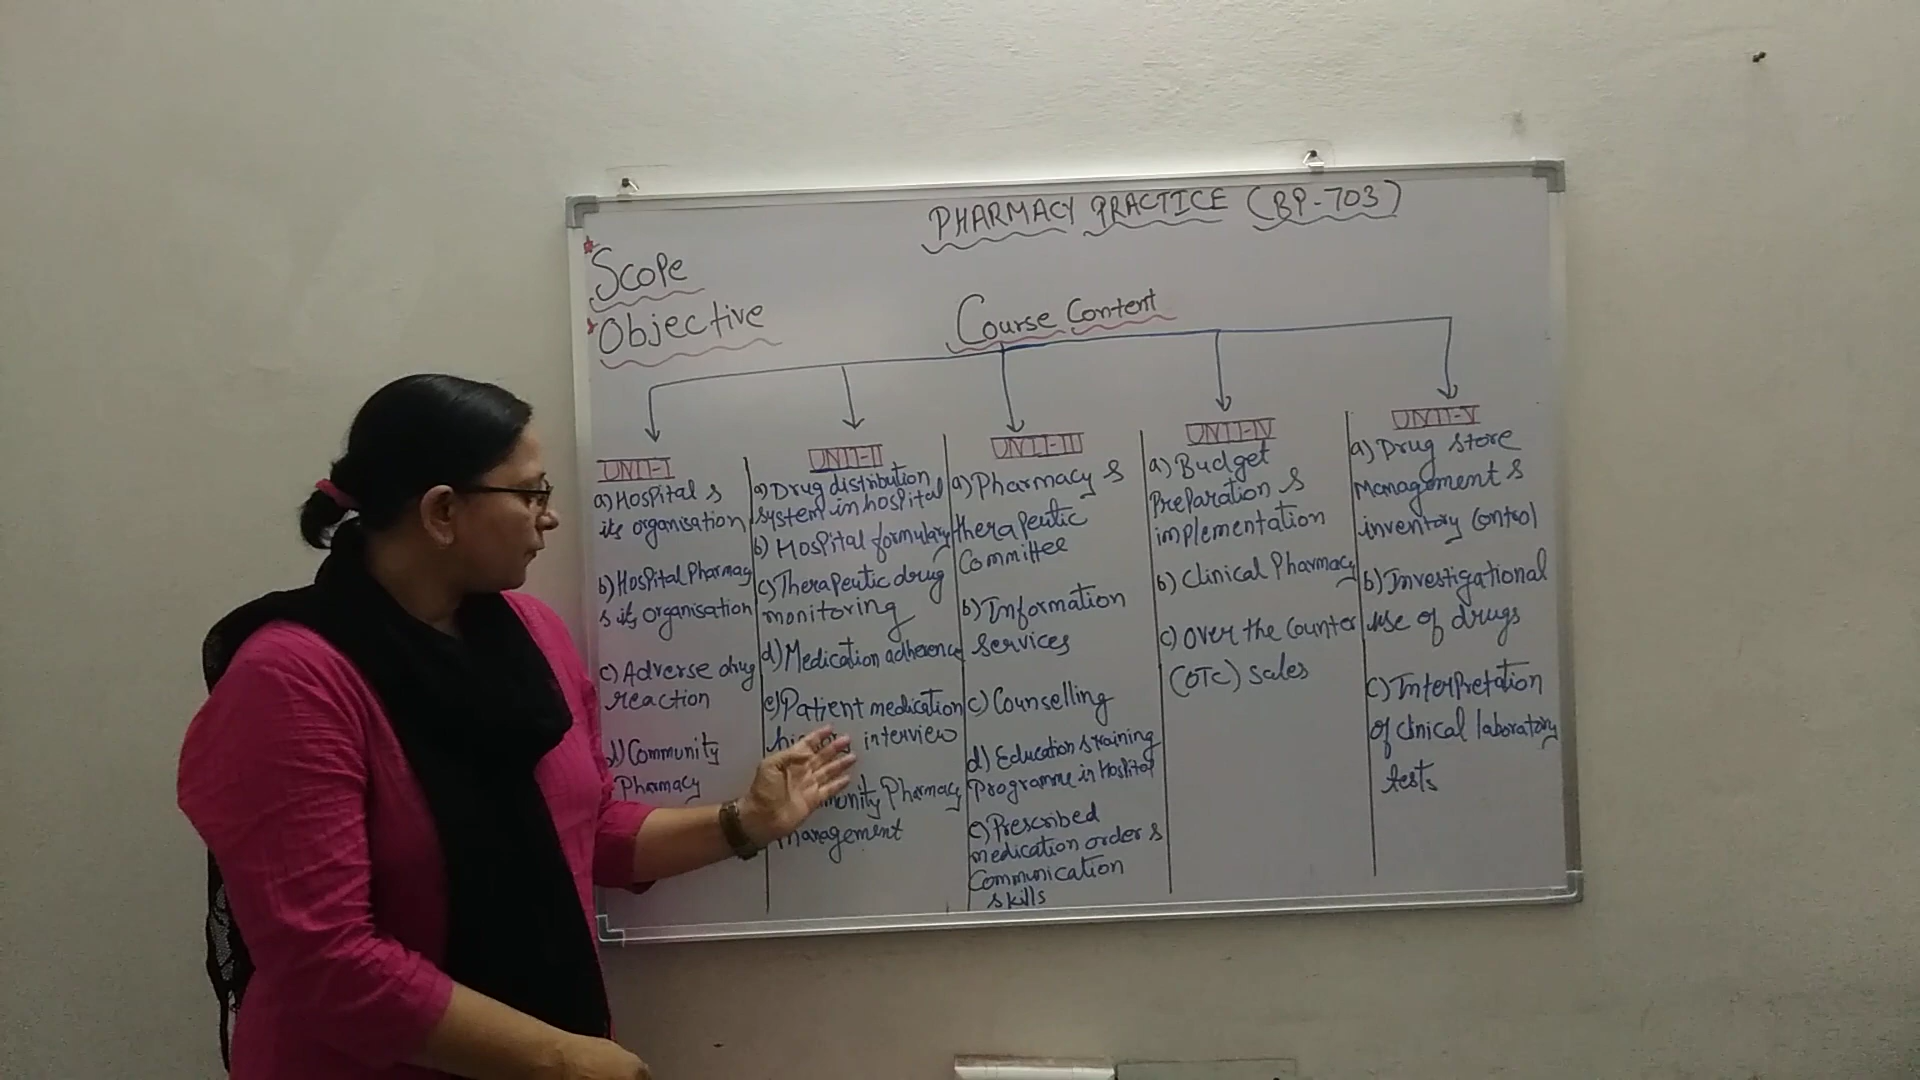 PHARMACY PRACTICE (BP-703)
* Scope
* Objective
Course Content
UNIT-I
a) Hospital &
its organisation
b) Hospital Pharmacy
& its organisation
c) Adverse drug
reaction
d) Community
Pharmacy
UNIT-II
a) Drug distribution
system in hospital
b) Hospital formulary
c) Therapeutic drug
monitoring
d) Medication adherence
e) Patient medication
interview
Pharmacy
management
UNIT-III
a) Pharmacy &
therapeutic
Committee
b) Information
Services
c) Counselling
d) Education & training
Programme in Hospital
e) Prescribed
medication order &
Communication
skills
UNIT-IV
a) Budget
Preparation &
implementation
b) Clinical Pharmacy
c) Over the Counter
(OTC) Sales
UNIT-V
a) Drug store
Management &
inventory Control
b) Investigational
use of drugs
c) Interpretation
of clinical laboratory
tests